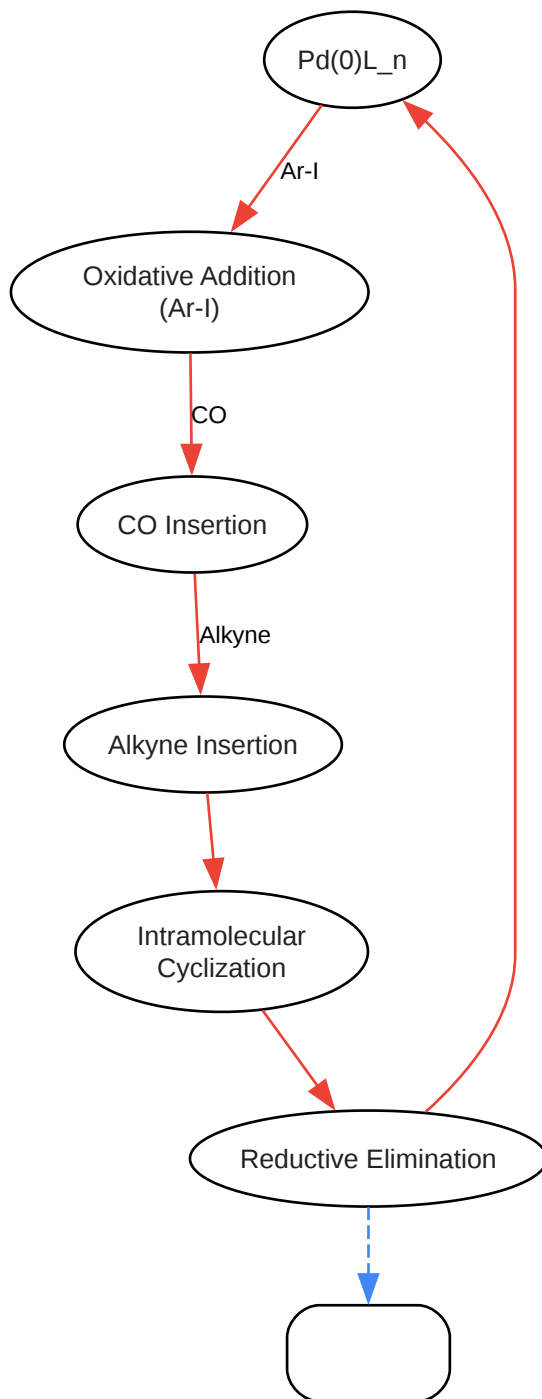 Pd(0)L_n
Ar-I
Oxidative Addition
(Ar-I)
CO
CO Insertion
Alkyne
Alkyne Insertion
Intramolecular
Cyclization
Reductive Elimination